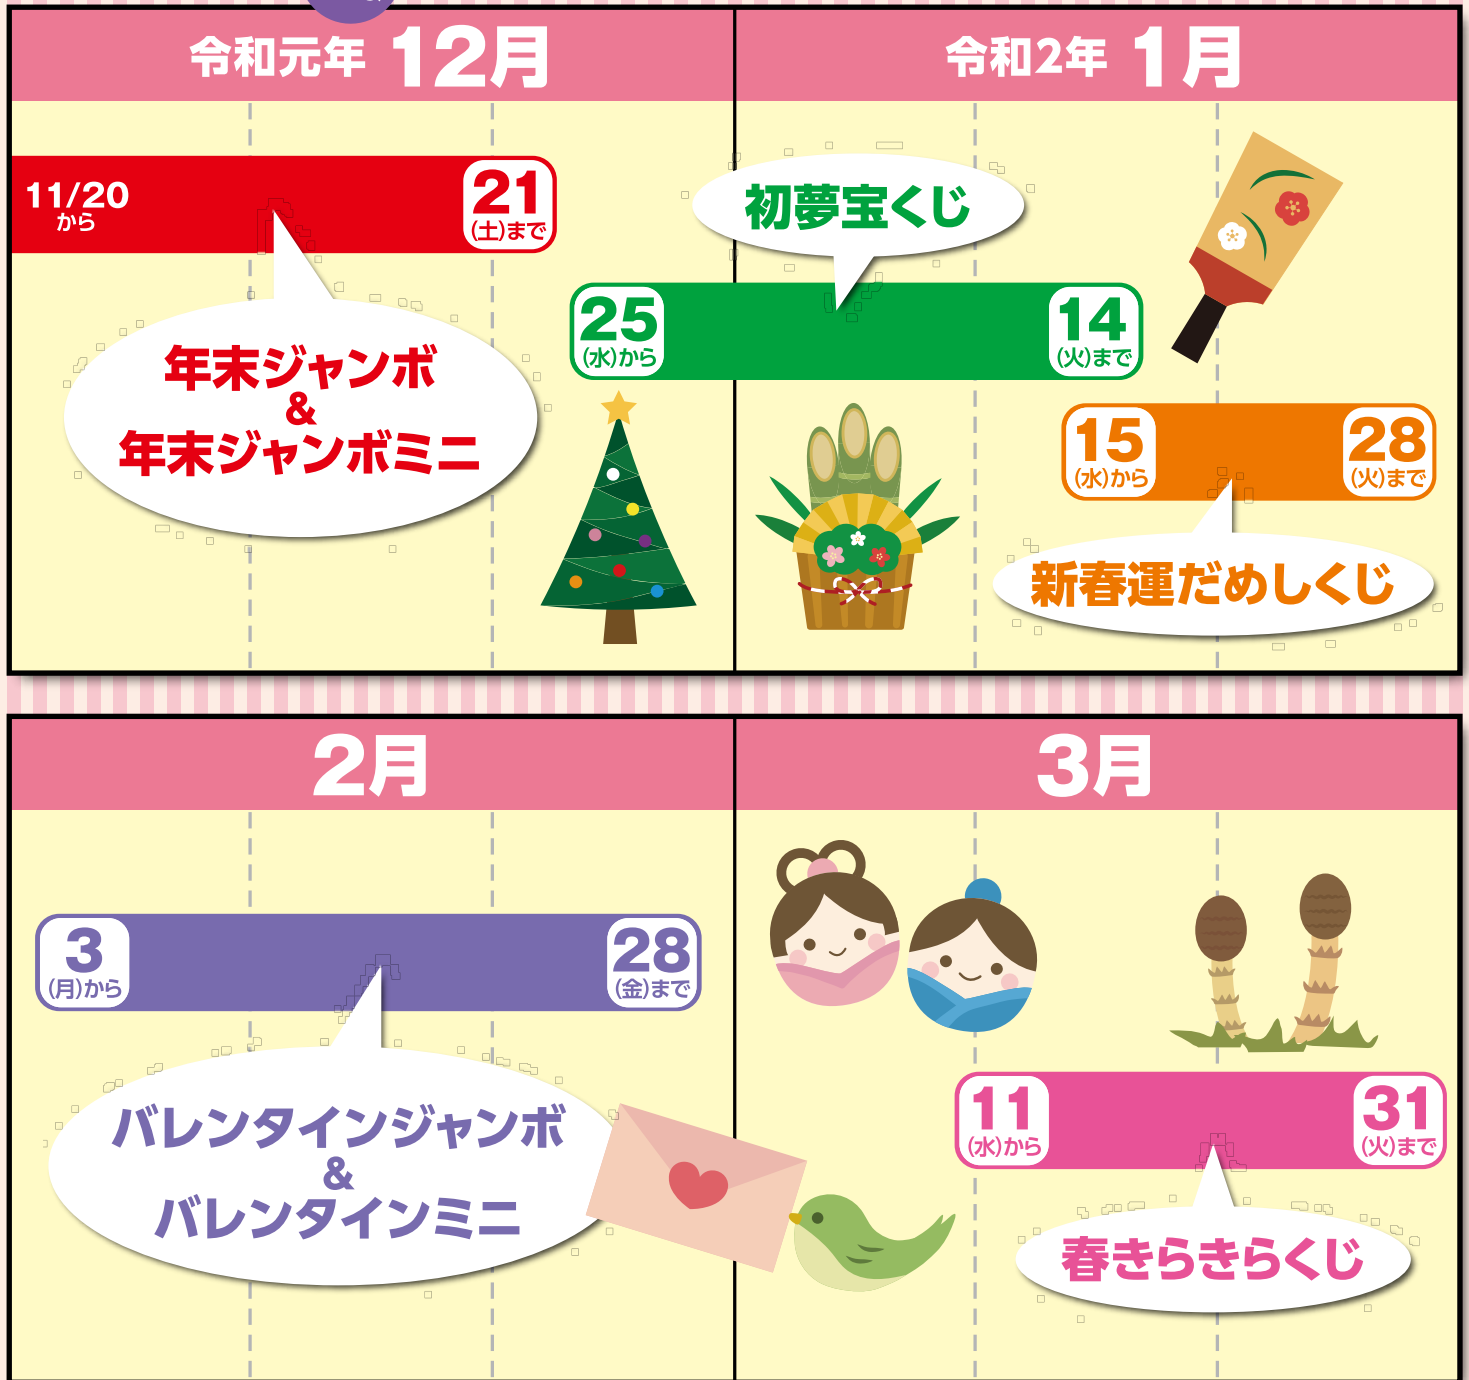 令和元年 12月
令和2年 1月
11/20
から
21
(土)まで
年末ジャンボ
&
年末ジャンボミニ
初夢宝くじ
25
(水)から
14
(火)まで
15
(水)から
28
(火)まで
新春運だめしくじ
2月
3月
3
(月)から
28
(金)まで
バレンタインジャンボ
&
バレンタインミニ
11
(水)から
31
(火)まで
春きらきらくじ